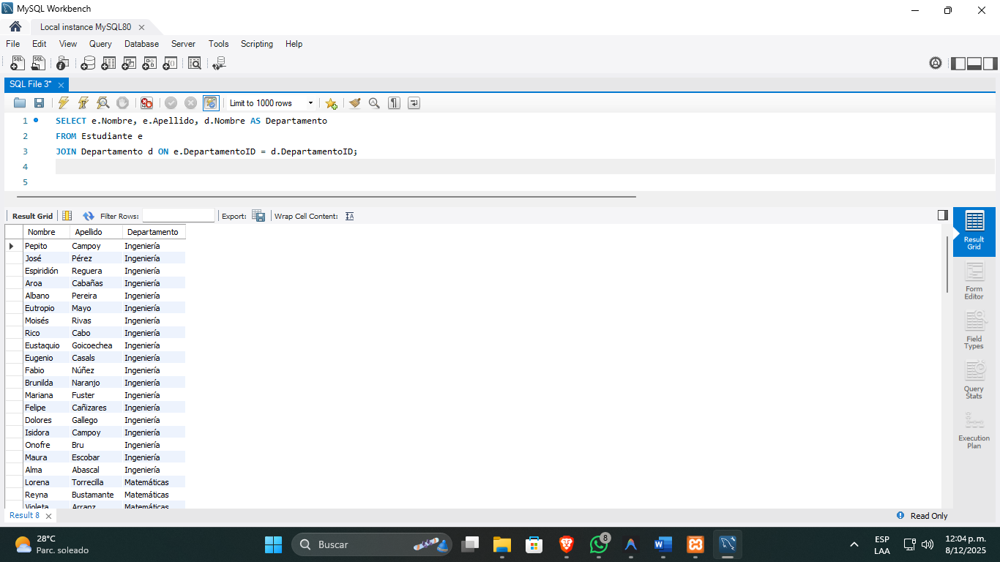 MySQL Workbench
Local instance MySQL80
File Edit View Query Database Server Tools Scripting Help
SQL File 3*
Limit to 1000 rows
1 SELECT e.Nombre, e.Apellido, d.Nombre AS Departamento
2 FROM Estudiante e
3 JOIN Departamento d ON e.DepartamentoID = d.DepartamentoID;
4
5
Result Grid Filter Rows: Export: Wrap Cell Content:
Nombre Apellido Departamento
Pepito Campoy Ingeniería
José Pérez Ingeniería
Espiridión Reguera Ingeniería
Aroa Cabañas Ingeniería
Albano Pereira Ingeniería
Eutropio Mayo Ingeniería
Moisés Rivas Ingeniería
Rico Cabo Ingeniería
Eustaquio Goicoechea Ingeniería
Eugenio Casals Ingeniería
Fabio Núñez Ingeniería
Brunilda Naranjo Ingeniería
Mariana Fuster Ingeniería
Felipe Cañizares Ingeniería
Dolores Gallego Ingeniería
Isidora Campoy Ingeniería
Onofre Bru Ingeniería
Maura Escobar Ingeniería
Alma Abascal Ingeniería
Lorena Torrecilla Matemáticas
Reyna Bustamante Matemáticas
Violeta Arranz Matemáticas
Result
Grid
Form
Editor
Field
Types
Query
Stats
Execution
Plan
Result 8
Read Only
28°C
Parc. soleado
Buscar
8
ESP
LAA
12:04 p. m.
8/12/2025